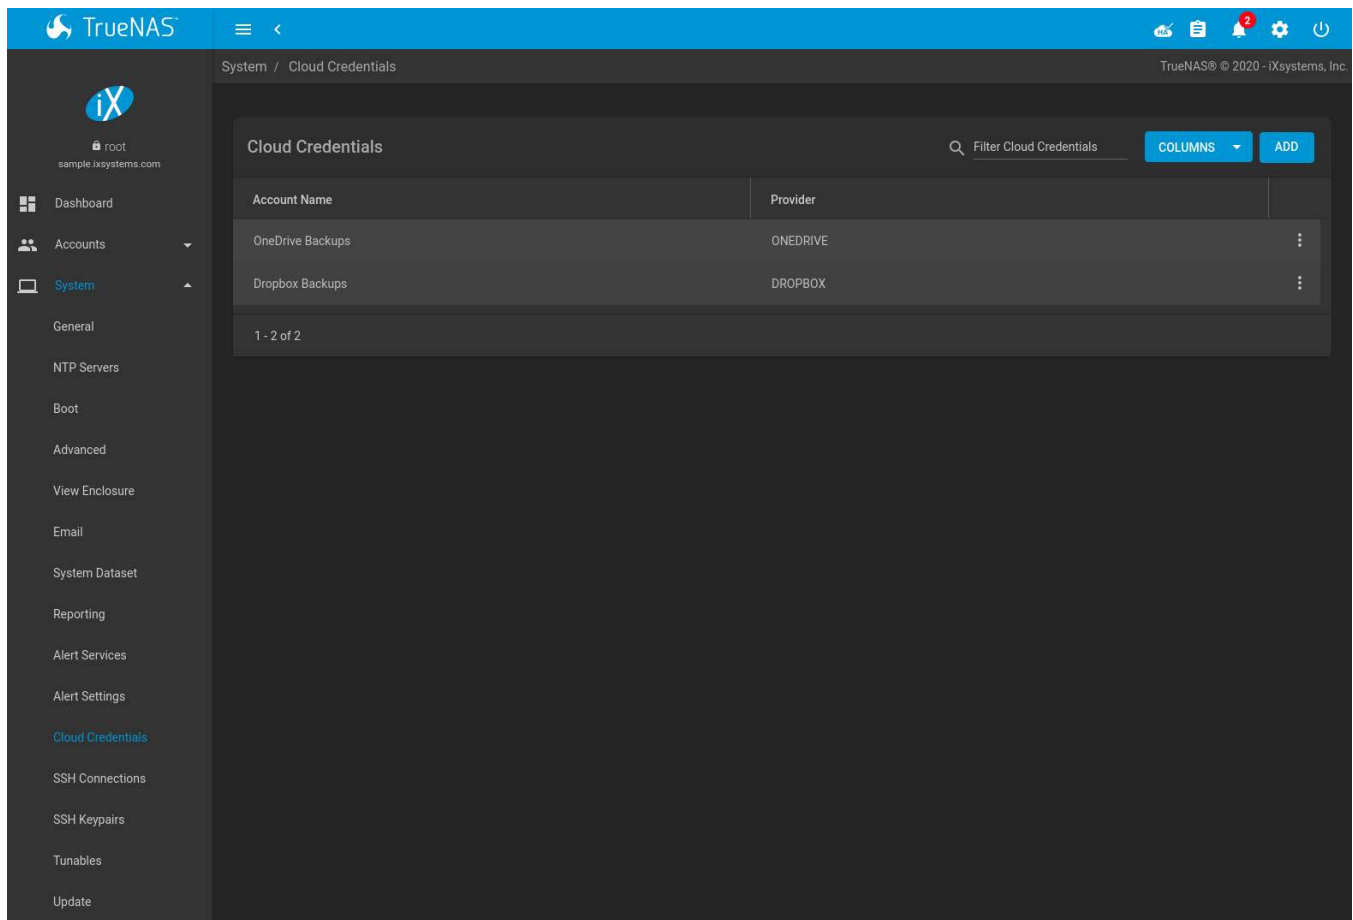 TrueNAS
HA
2
System / Cloud Credentials
TrueNAS® © 2020 - iXsystems, Inc.
iX
root
sample.ixsystems.com
Dashboard
Accounts
System
General
NTP Servers
Boot
Advanced
View Enclosure
Email
System Dataset
Reporting
Alert Services
Alert Settings
Cloud Credentials
SSH Connections
SSH Keypairs
Tunables
Update
Cloud Credentials
Filter Cloud Credentials
COLUMNS
ADD
Account Name Provider
OneDrive Backups ONEDRIVE
Dropbox Backups DROPBOX
1 - 2 of 2